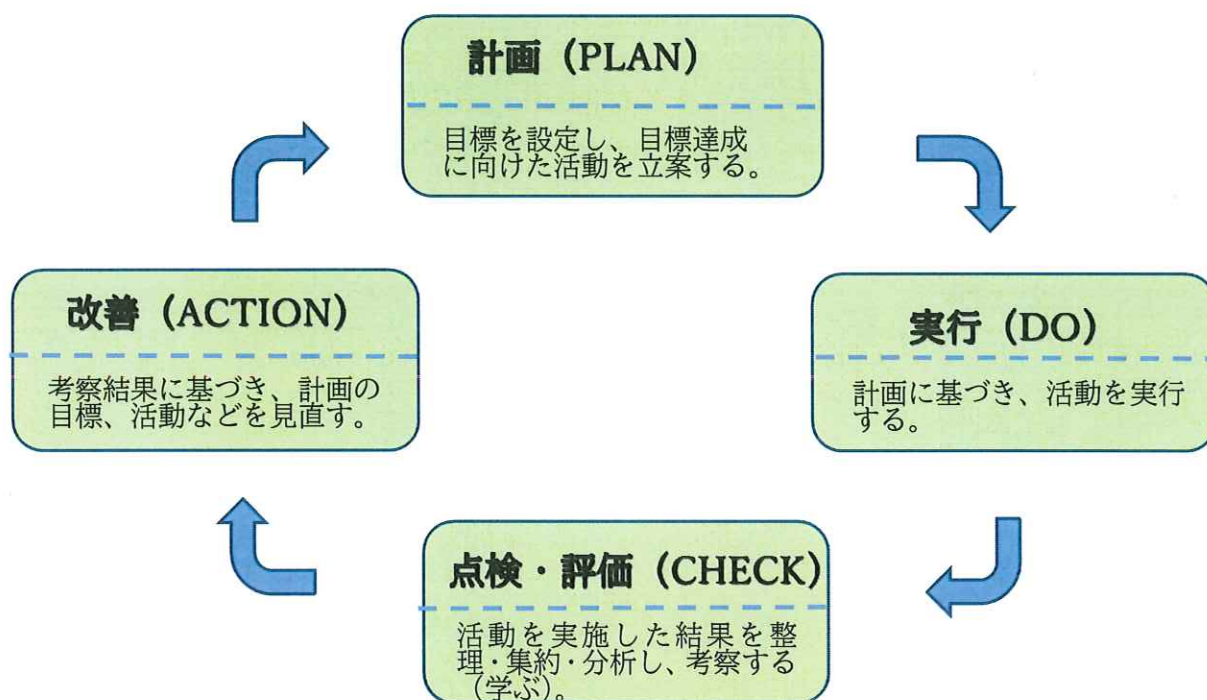 計画（PLAN）
目標を設定し、目標達成
に向けた活動を立案する。
実行（DO）
計画に基づき、活動を実行
する。
点検・評価（CHECK）
活動を実施した結果を整
理・集約・分析し、考察する
（学ぶ）。
改善（ACTION）
考察結果に基づき、計画の
目標、活動などを見直す。